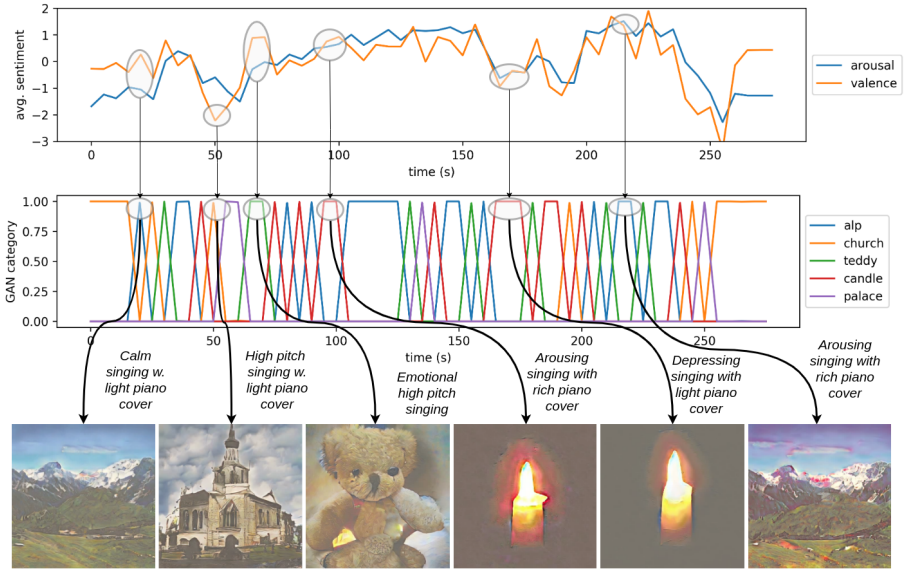 2
1
0
−1
−2
−3
avg. sentiment
0
50
100
150
200
250
time (s)
arousal
valence
1.00
0.75
0.50
0.25
0.00
GAN category
0
50
100
150
200
250
time (s)
alp
church
teddy
candle
palace
Calm
singing w.
light piano
cover
High pitch
singing w.
light piano
cover
Emotional
high pitch
singing
Arousing
singing with
rich piano
cover
Depressing
singing with
light piano
cover
Arousing
singing with
rich piano
cover